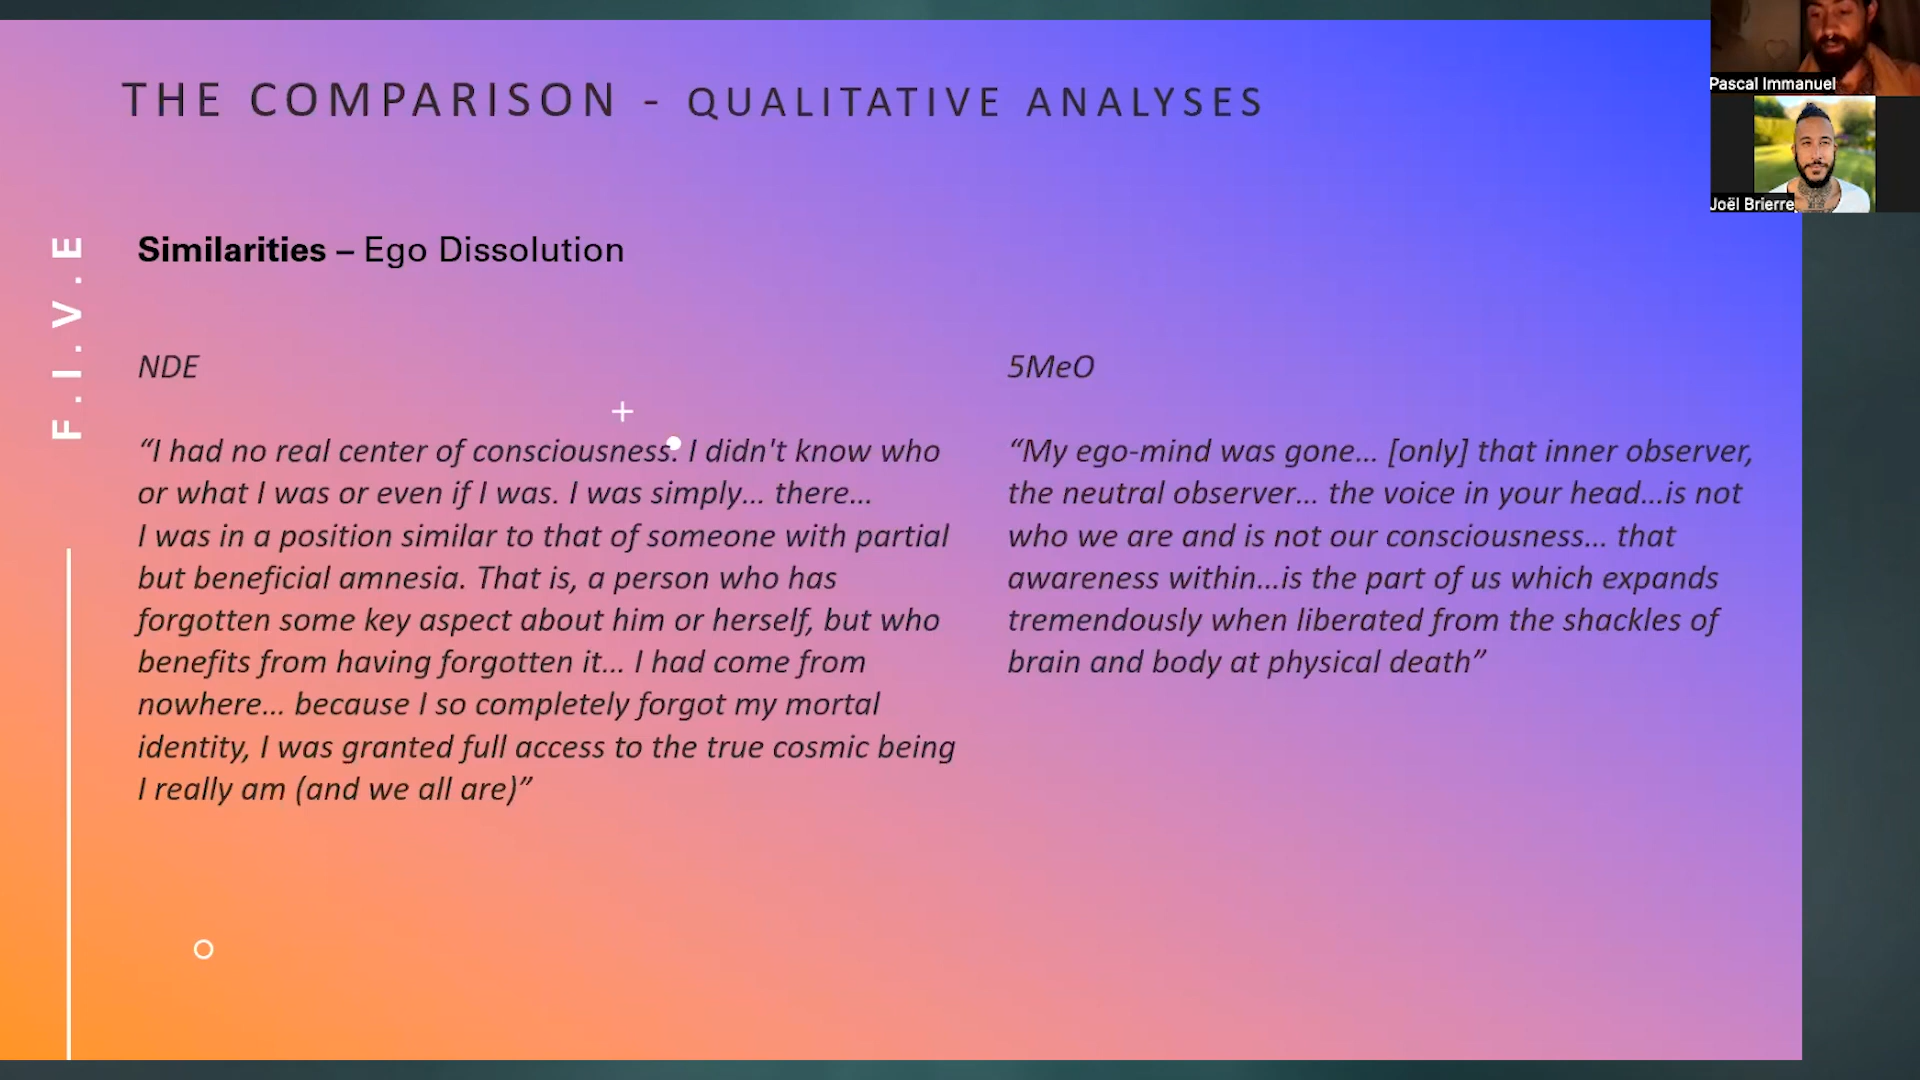 THE COMPARISON - QUALITATIVE ANALYSES
Pascal Immanuel
Joël Brierre
F.I.V.E
Similarities – Ego Dissolution
NDE
“I had no real center of consciousness. I didn't know who
or what I was or even if I was. I was simply... there...
I was in a position similar to that of someone with partial
but beneficial amnesia. That is, a person who has
forgotten some key aspect about him or herself, but who
benefits from having forgotten it... I had come from
nowhere... because I so completely forgot my mortal
identity, I was granted full access to the true cosmic being
I really am (and we all are)”
5MeO
“My ego-mind was gone... [only] that inner observer,
the neutral observer... the voice in your head...is not
who we are and is not our consciousness... that
awareness within...is the part of us which expands
tremendously when liberated from the shackles of
brain and body at physical death”